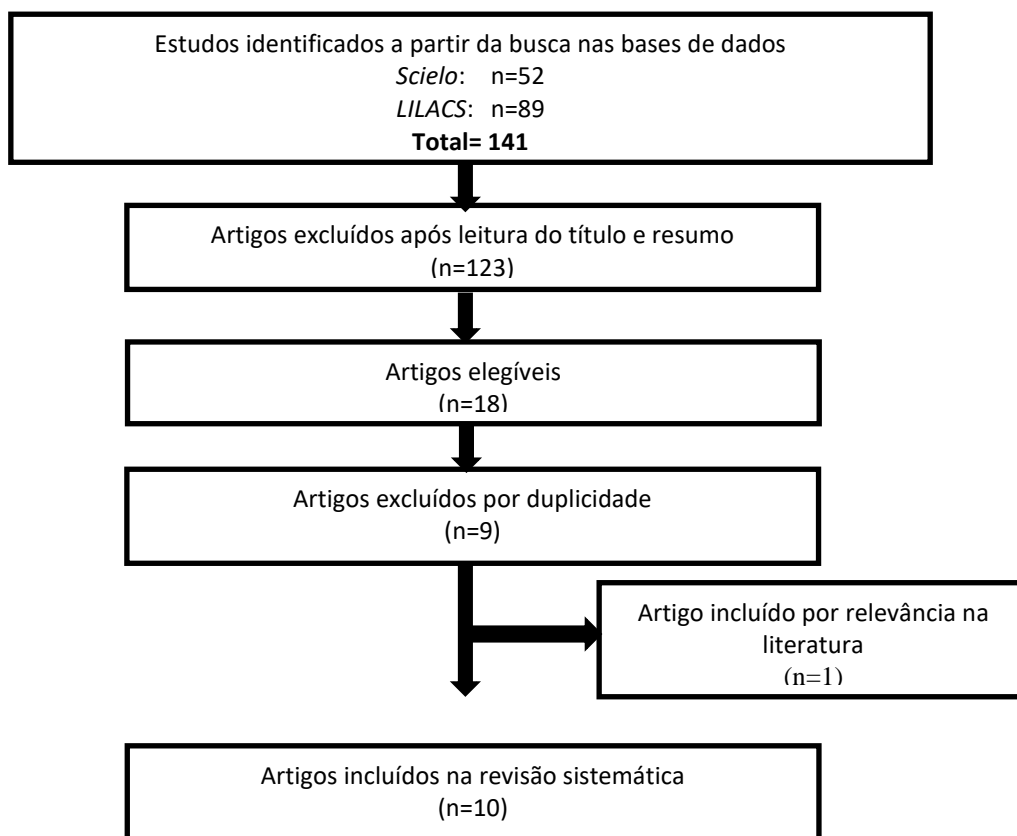 Estudos identificados a partir da busca nas bases de dados
Scielo: n=52
LILACS: n=89
Total= 141
Artigos excluídos após leitura do título e resumo
(n=123)
Artigos elegíveis
(n=18)
Artigos excluídos por duplicidade
(n=9)
Artigo incluído por relevância na
literatura
(n=1)
Artigos incluídos na revisão sistemática
(n=10)